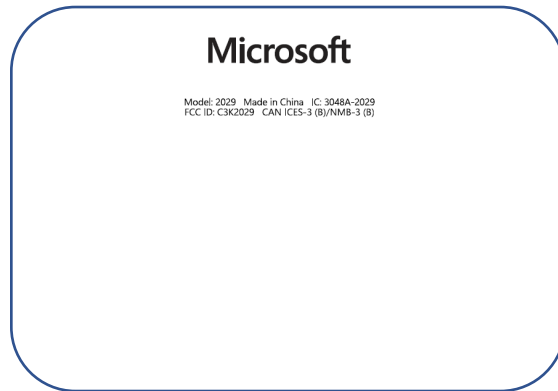 Microsoft
Model: 2029 Made in China IC: 3048A-2029
FCC ID: C3K2029 CAN ICES-3 (B)/NMB-3 (B)